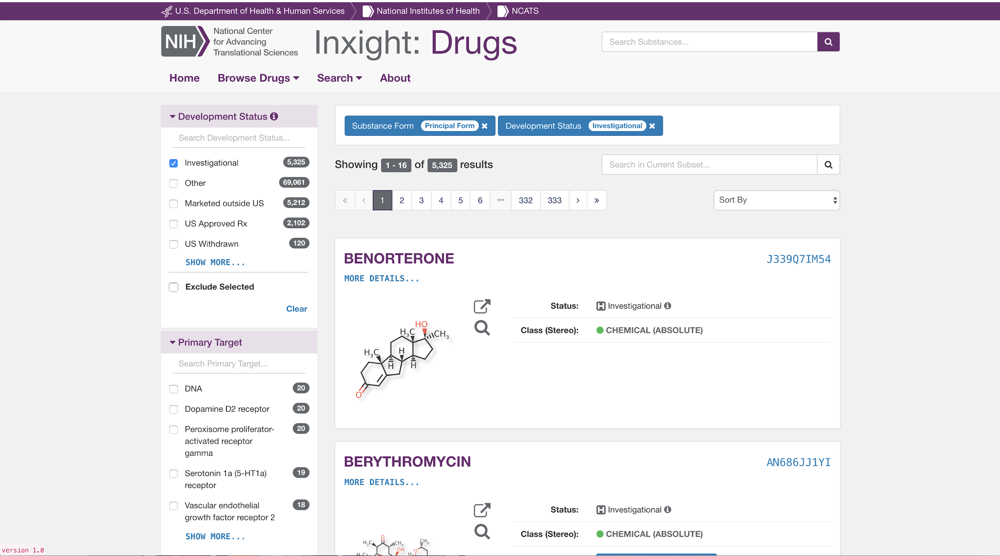 U.S. Department of Health & Human Services
National Institutes of Health
NCATS
NIH
National Center
for Advancing
Translational Sciences
Inxight: Drugs
Search Substances...
Home
Browse Drugs
Search
About
Development Status
Search Development Status...
Investigational 5,325
Other 69,061
Marketed outside US 5,212
US Approved Rx 2,102
US Withdrawn 120
SHOW MORE...
Exclude Selected
Clear
Primary Target
Search Primary Target...
DNA 20
Dopamine D2 receptor 20
Peroxisome proliferator- 20
activated receptor
gamma
Serotonin 1a (5-HT1a) 19
receptor
Vascular endothelial 18
growth factor receptor 2
SHOW MORE...
Substance Form Principal Form
Development Status Investigational
Showing 1 - 16 of 5,325 results
Search in Current Subset...
« ‹ 1 2 3 4 5 6 ... 332 333 › »
Sort By
BENORTERONE
J339Q7IM54
MORE DETAILS...
HO
H3C
CH3
H3C
H
H
H
O
Status: H Investigational
Class (Stereo): CHEMICAL (ABSOLUTE)
BERYTHROMYCIN
AN686JJ1YI
MORE DETAILS...
O
H3C
CH3
OH
CH3
O
Status: H Investigational
Class (Stereo): CHEMICAL (ABSOLUTE)
version 1.0